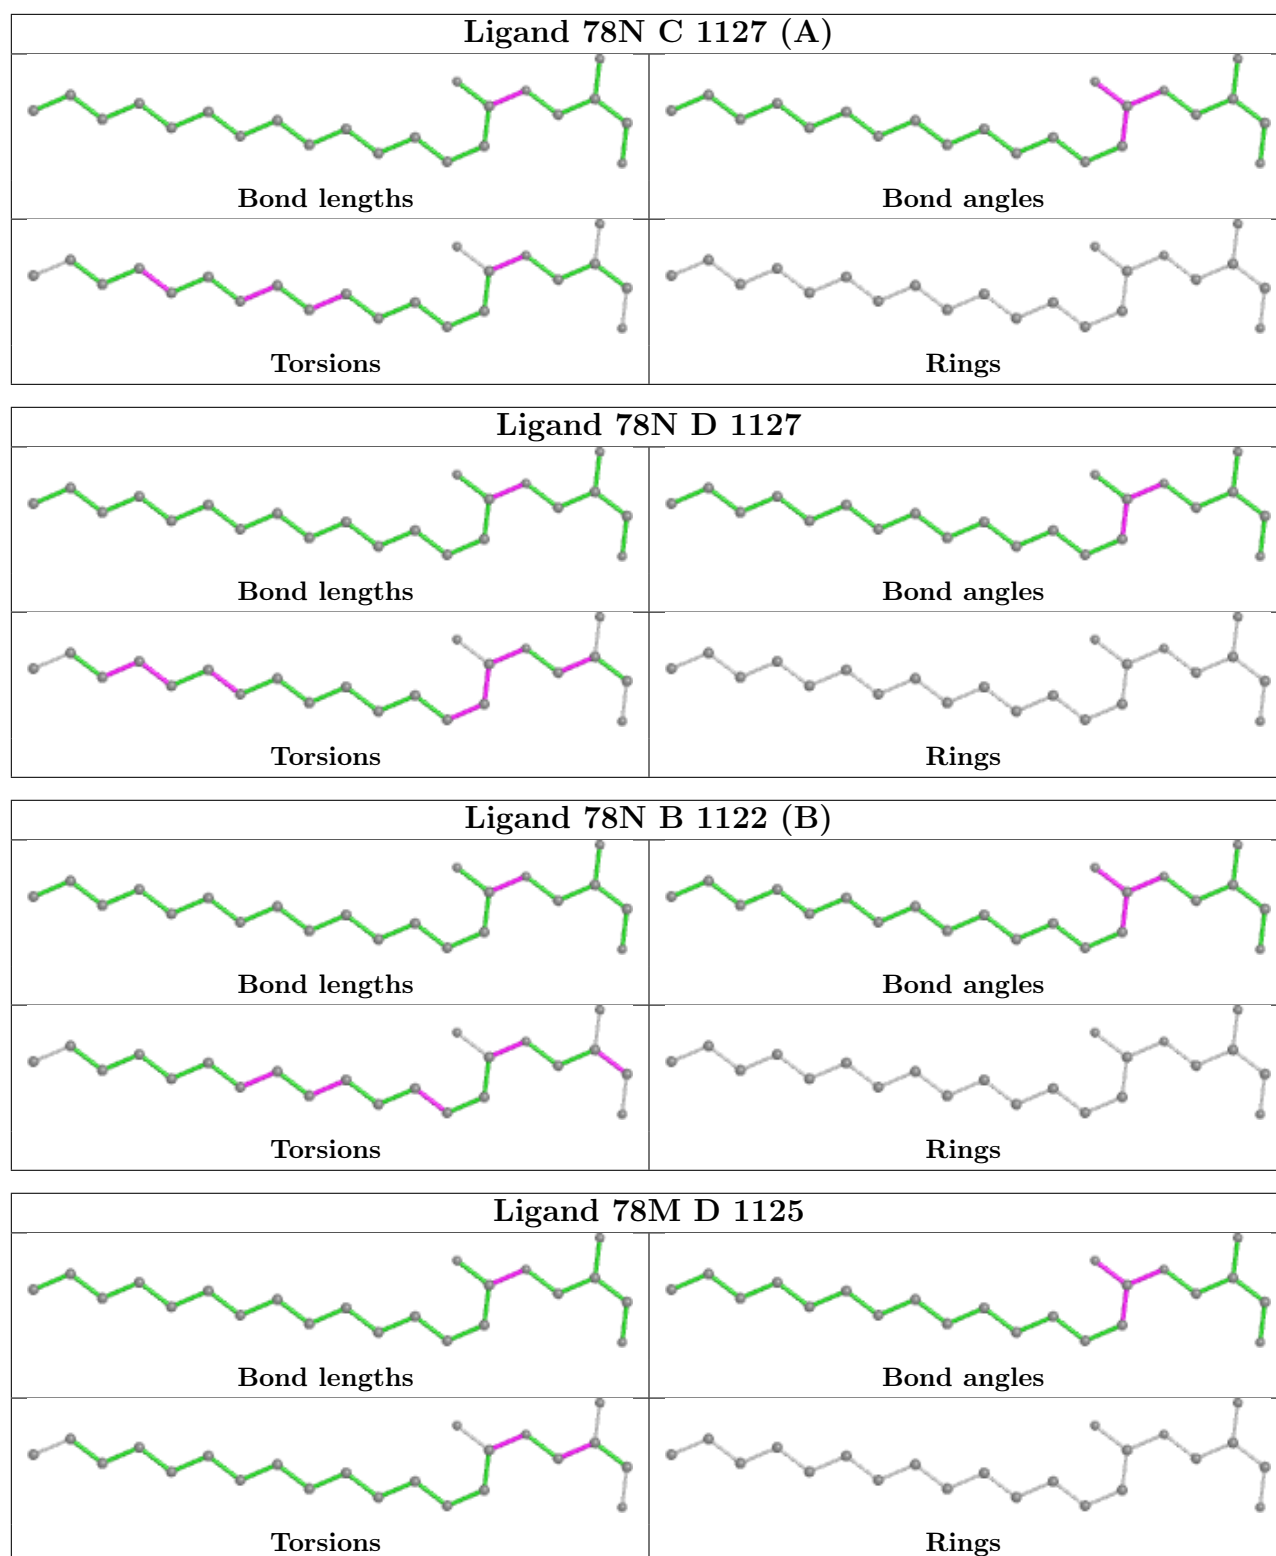 Ligand 78N C 1127 (A)
Bond lengths
Bond angles
Torsions
Rings
Ligand 78N D 1127
Bond lengths
Bond angles
Torsions
Rings
Ligand 78N B 1122 (B)
Bond lengths
Bond angles
Torsions
Rings
Ligand 78M D 1125
Bond lengths
Bond angles
Torsions
Rings